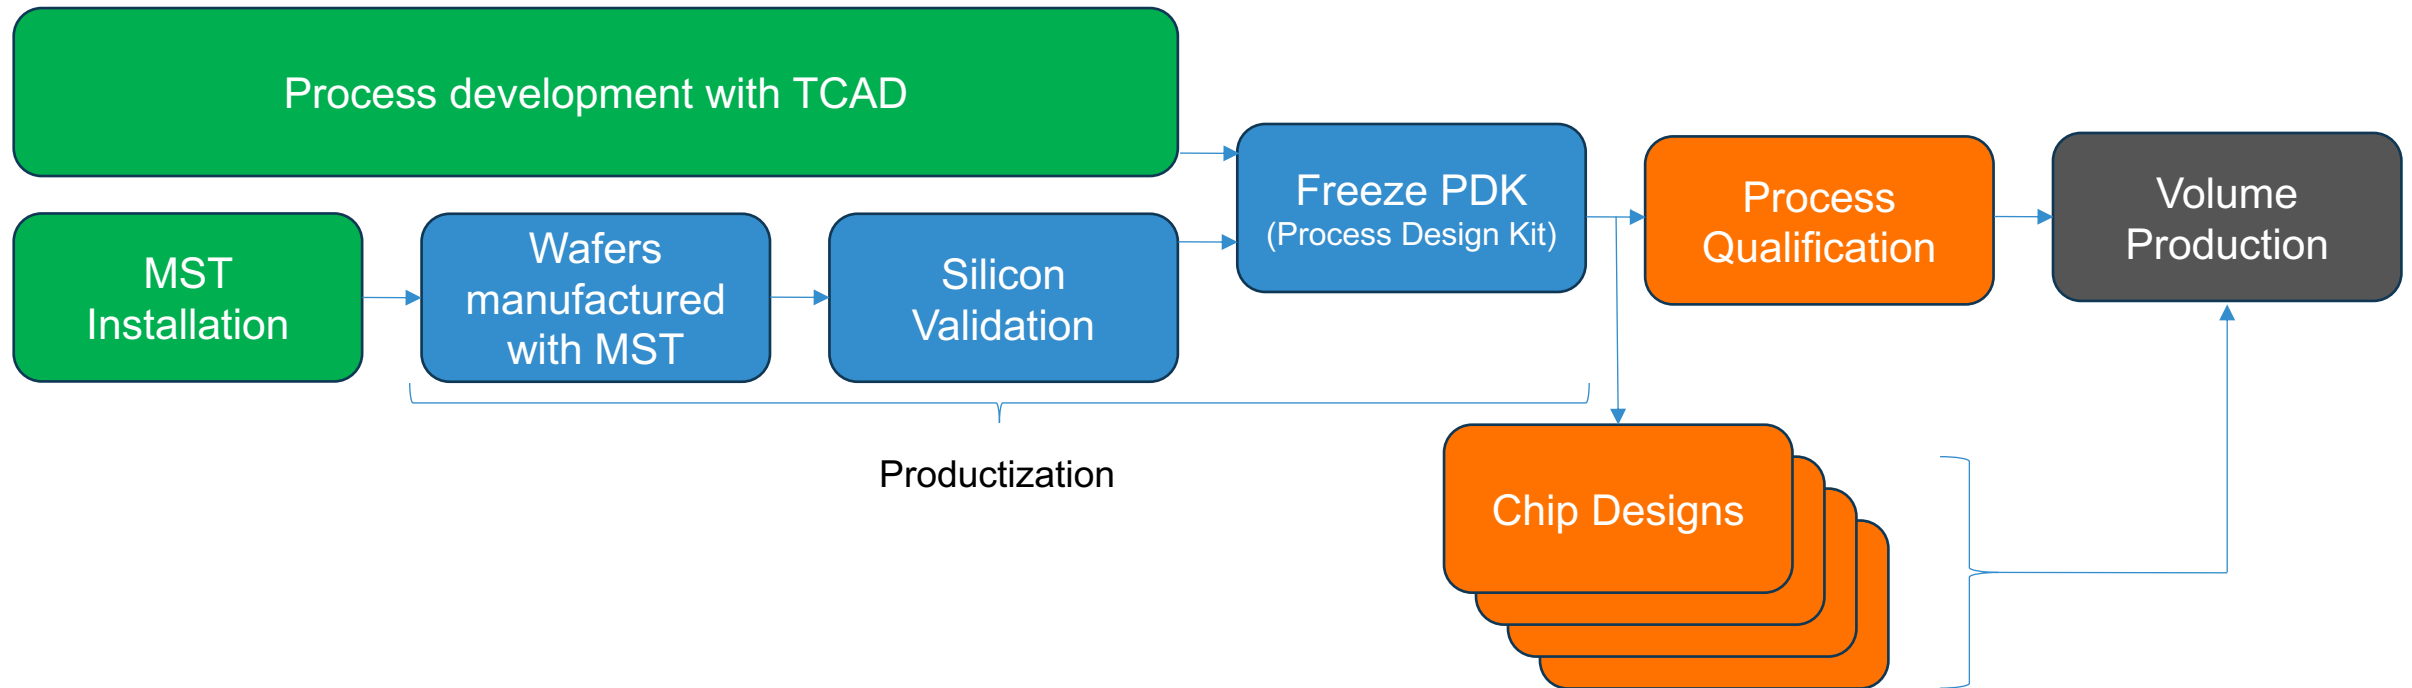 Process development with TCAD
MST
Installation
Wafers
manufactured
with MST
Silicon
Validation
Freeze PDK
(Process Design Kit)
Process
Qualification
Volume
Production
Productization
Chip Designs